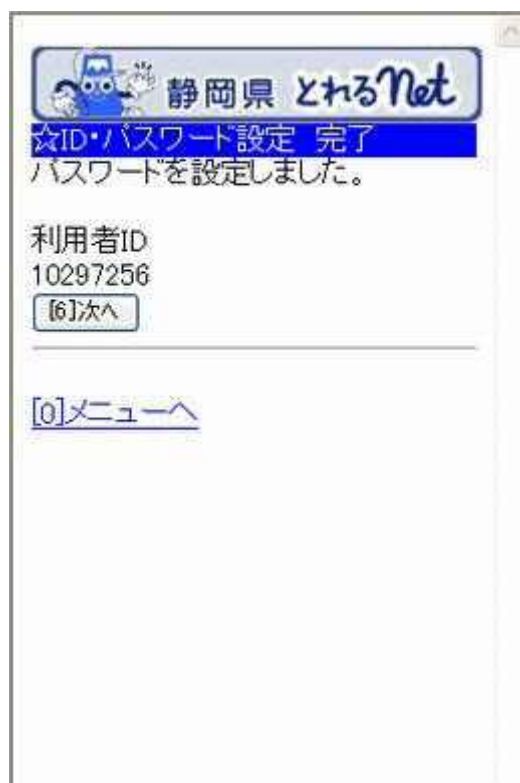 静岡県 とれるNet
☆ID・パスワード設定 完了
パスワードを設定しました。
利用者ID
10297256
[6]次へ
[0]メニューへ